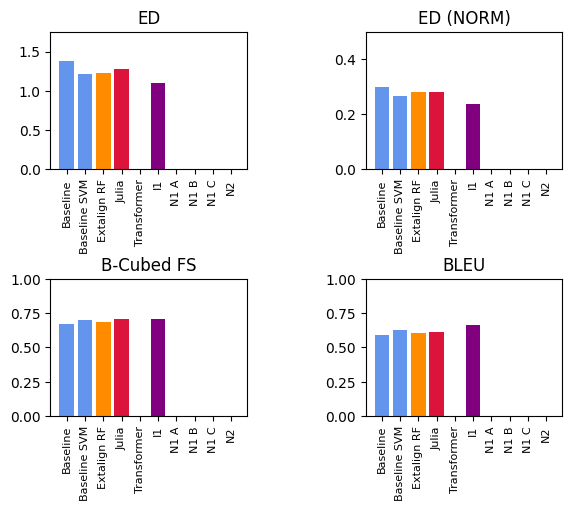 ED
1.5
1.0
0.5
0.0
Baseline
Baseline SVM
Extalign RF
Julia
Transformer
I1
N1 A
N1 B
N1 C
N2
ED (NORM)
0.4
0.2
0.0
Baseline
Baseline SVM
Extalign RF
Julia
Transformer
I1
N1 A
N1 B
N1 C
N2
B-Cubed FS
1.00
0.75
0.50
0.25
0.00
Baseline
Baseline SVM
Extalign RF
Julia
Transformer
I1
N1 A
N1 B
N1 C
N2
BLEU
1.00
0.75
0.50
0.25
0.00
Baseline
Baseline SVM
Extalign RF
Julia
Transformer
I1
N1 A
N1 B
N1 C
N2